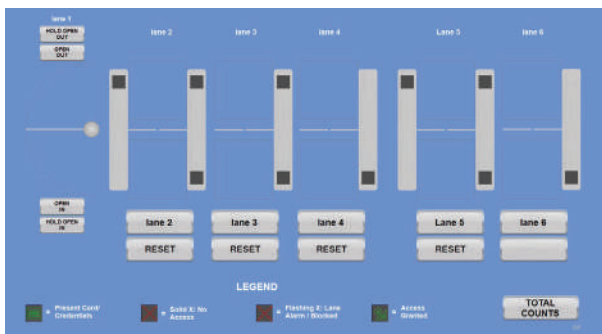 lane 1
HOLD OPEN
OUT
OPEN
OUT
lane 2
lane 3
lane 4
Lane 5
lane 6
OPEN
IN
HOLD OPEN
IN
lane 2
lane 3
lane 4
Lane 5
lane 6
RESET
RESET
RESET
RESET
LEGEND
= Present Card/
Credentials
= Solid X: No
Access
= Flashing X: Lane
Alarm / Blocked
= Access
Granted
TOTAL
COUNTS